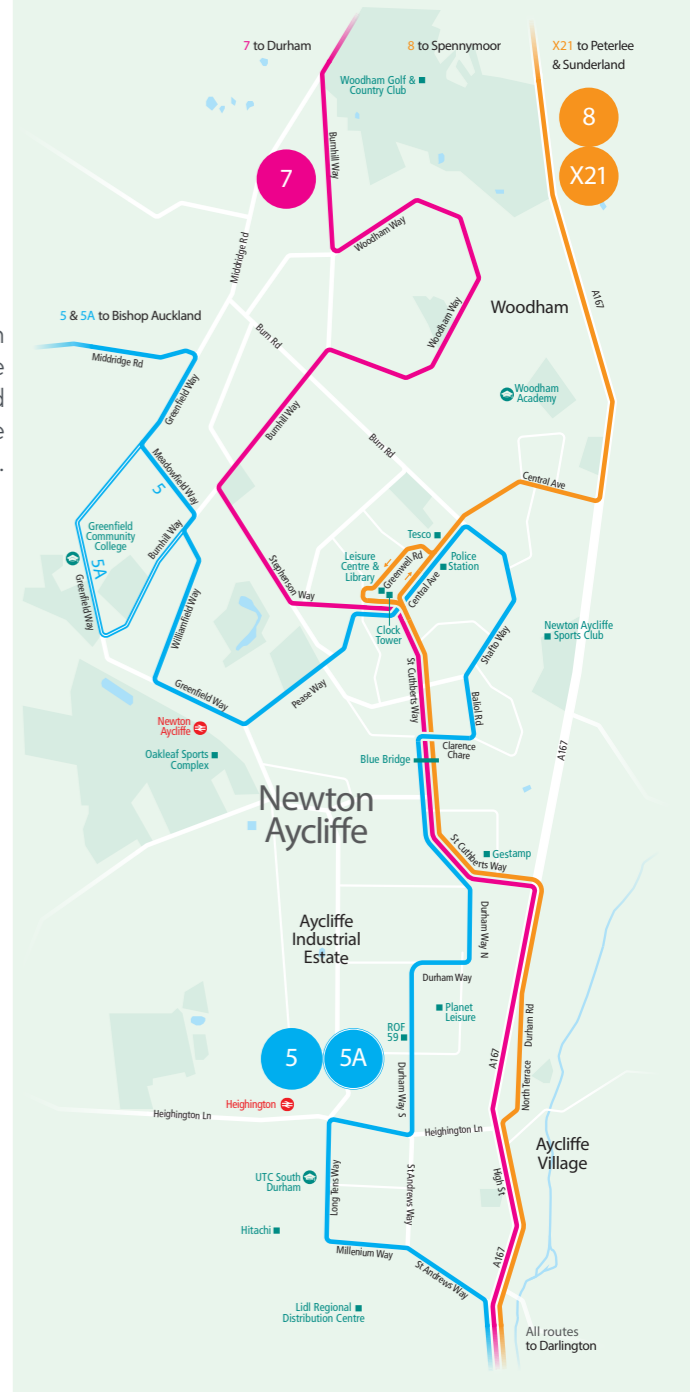 7 to Durham
8 to Spennymoor
X21 to Peterlee
& Sunderland
Woodham Golf &
Country Club
8
X21
7
Burnhill Way
Woodham Way
Middridge Rd
A167
Woodham Way
Woodham
5 & 5A to Bishop Auckland
Middridge Rd
Burn Rd
Greenfield Way
Woodham
Academy
Burnhill Way
Burn Rd
Meadowfield Way
5
Central Ave
Greenfield
Community
College
Burnhill Way
5A
Greenfield Way
Tesco
Leisure
Centre &
Library
Greenwell Rd
Police
Station
Central Ave
Stephenson Way
Clock
Tower
Williamfield Way
Shafto Way
Newton Aycliffe
Sports Club
St Cuthberts Way
Pease Way
Greenfield Way
Baliol Rd
Newton
Aycliffe
Oakleaf Sports
Complex
Clarence
Chare
Blue Bridge
A167
Newton
Aycliffe
St Cuthberts Way
Gestamp
Aycliffe
Industrial
Estate
Durham Way N
Durham Way
Planet
Leisure
ROF
59
Durham Rd
5
5A
A167
Durham Way S
North Terrace
Heighington
Heighington Ln
Heighington Ln
Aycliffe
Village
UTC South
Durham
Long Tens Way
St Andrews Way
High St
Hitachi
Millenium Way
St Andrews Way
A167
Lidl Regional
Distribution Centre
All routes
to Darlington